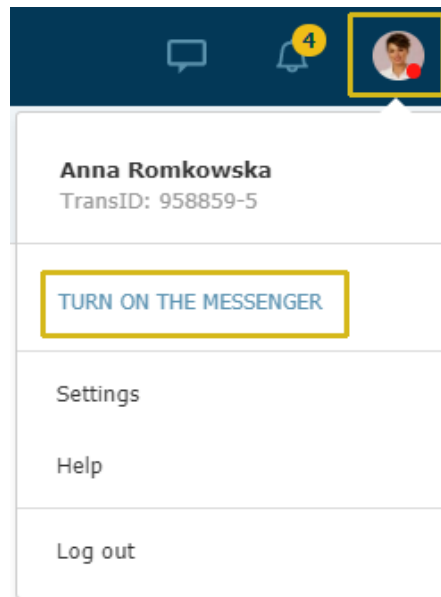 4
Anna Romkowska
TransID: 958859-5
TURN ON THE MESSENGER
Settings
Help
Log out